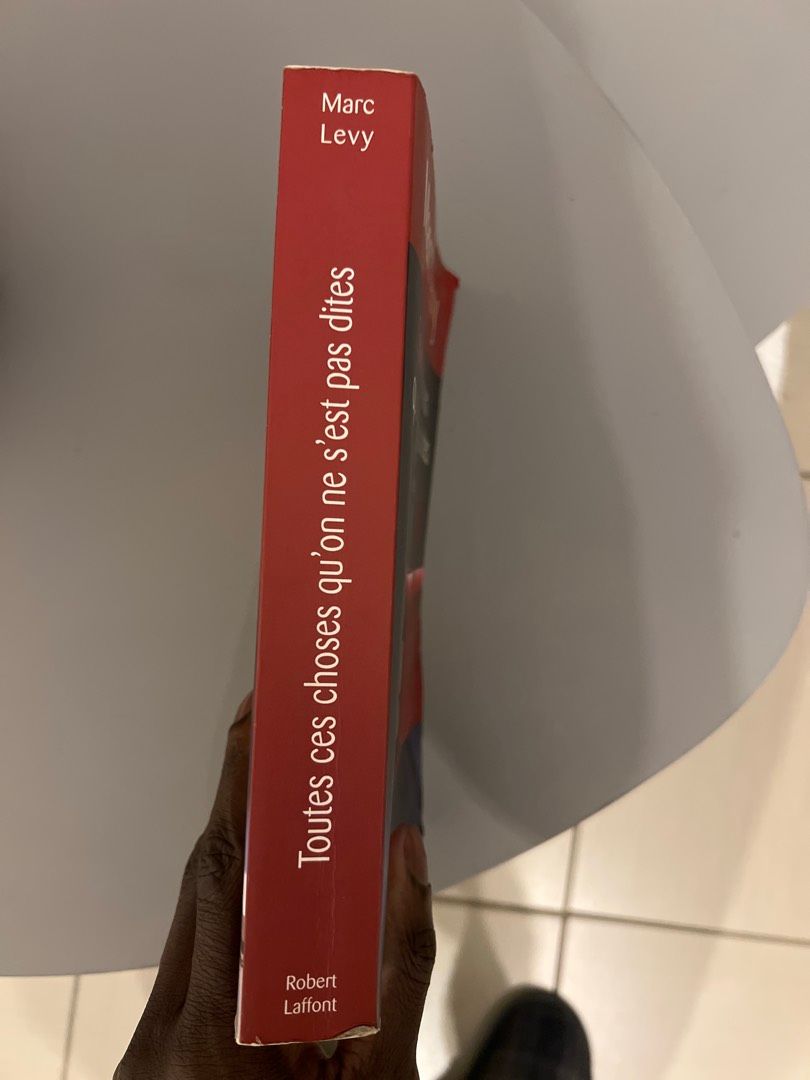 Marc
Levy
Toutes ces choses qu'on ne s'est pas dites
Robert
Laffont